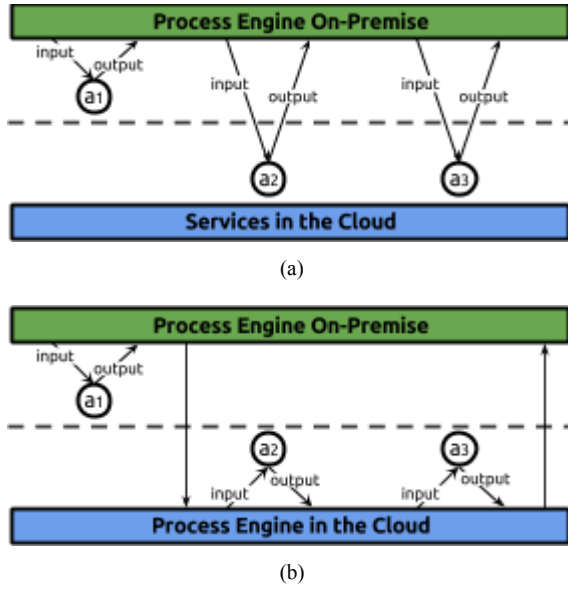 Process Engine On-Premise
input output
a1
input output
input output
a2
a3
Services in the Cloud
(a)
Process Engine On-Premise
input output
a1
a2
a3
input output
input output
Process Engine in the Cloud
(b)